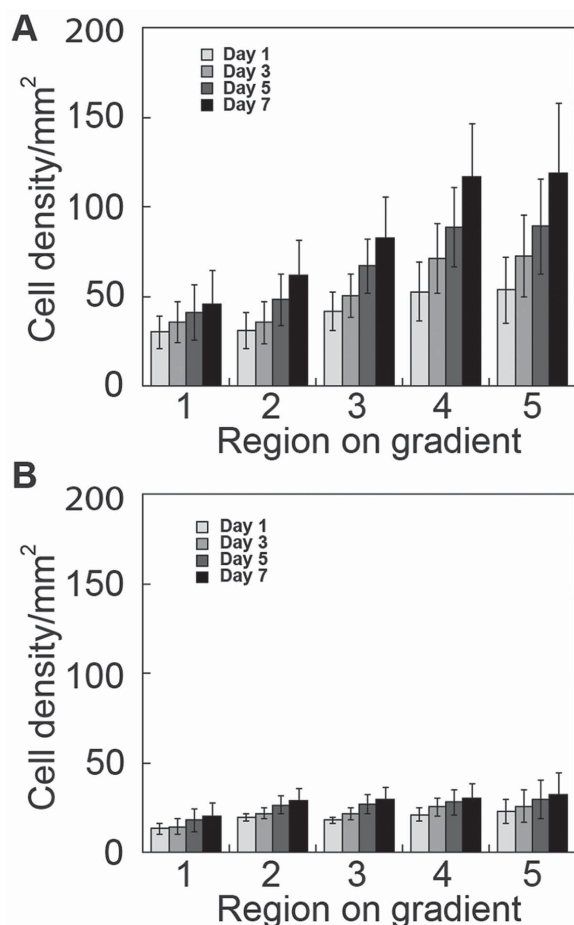 A
200
150
100
50
0
Cell density/mm²
Day 1
Day 3
Day 5
Day 7
1 2 3 4 5
Region on gradient
B
200
150
100
50
0
Cell density/mm²
Day 1
Day 3
Day 5
Day 7
1 2 3 4 5
Region on gradient